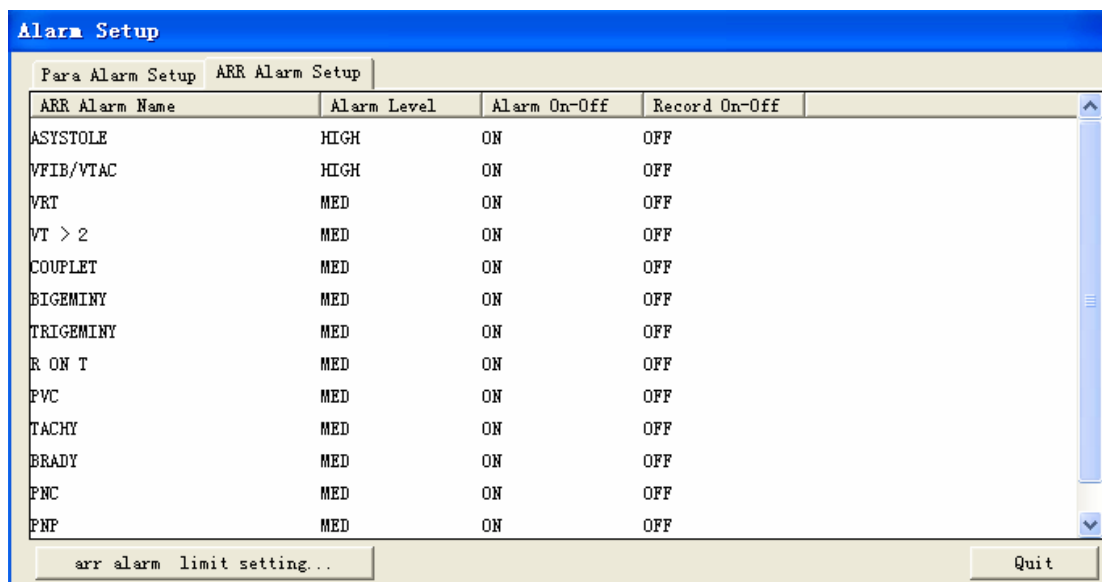 Alarm Setup
Para Alarm Setup ARR Alarm Setup
ARR Alarm Name Alarm Level Alarm On-Off Record On-Off
ASYSTOLE HIGH ON OFF
VFIB/VTAC HIGH ON OFF
VRT MED ON OFF
VT > 2 MED ON OFF
COUPLET MED ON OFF
BIGEMINY MED ON OFF
TRIGEMINY MED ON OFF
R ON T MED ON OFF
PVC MED ON OFF
TACHY MED ON OFF
BRADY MED ON OFF
PNC MED ON OFF
PNP MED ON OFF
arr alarm limit setting... Quit